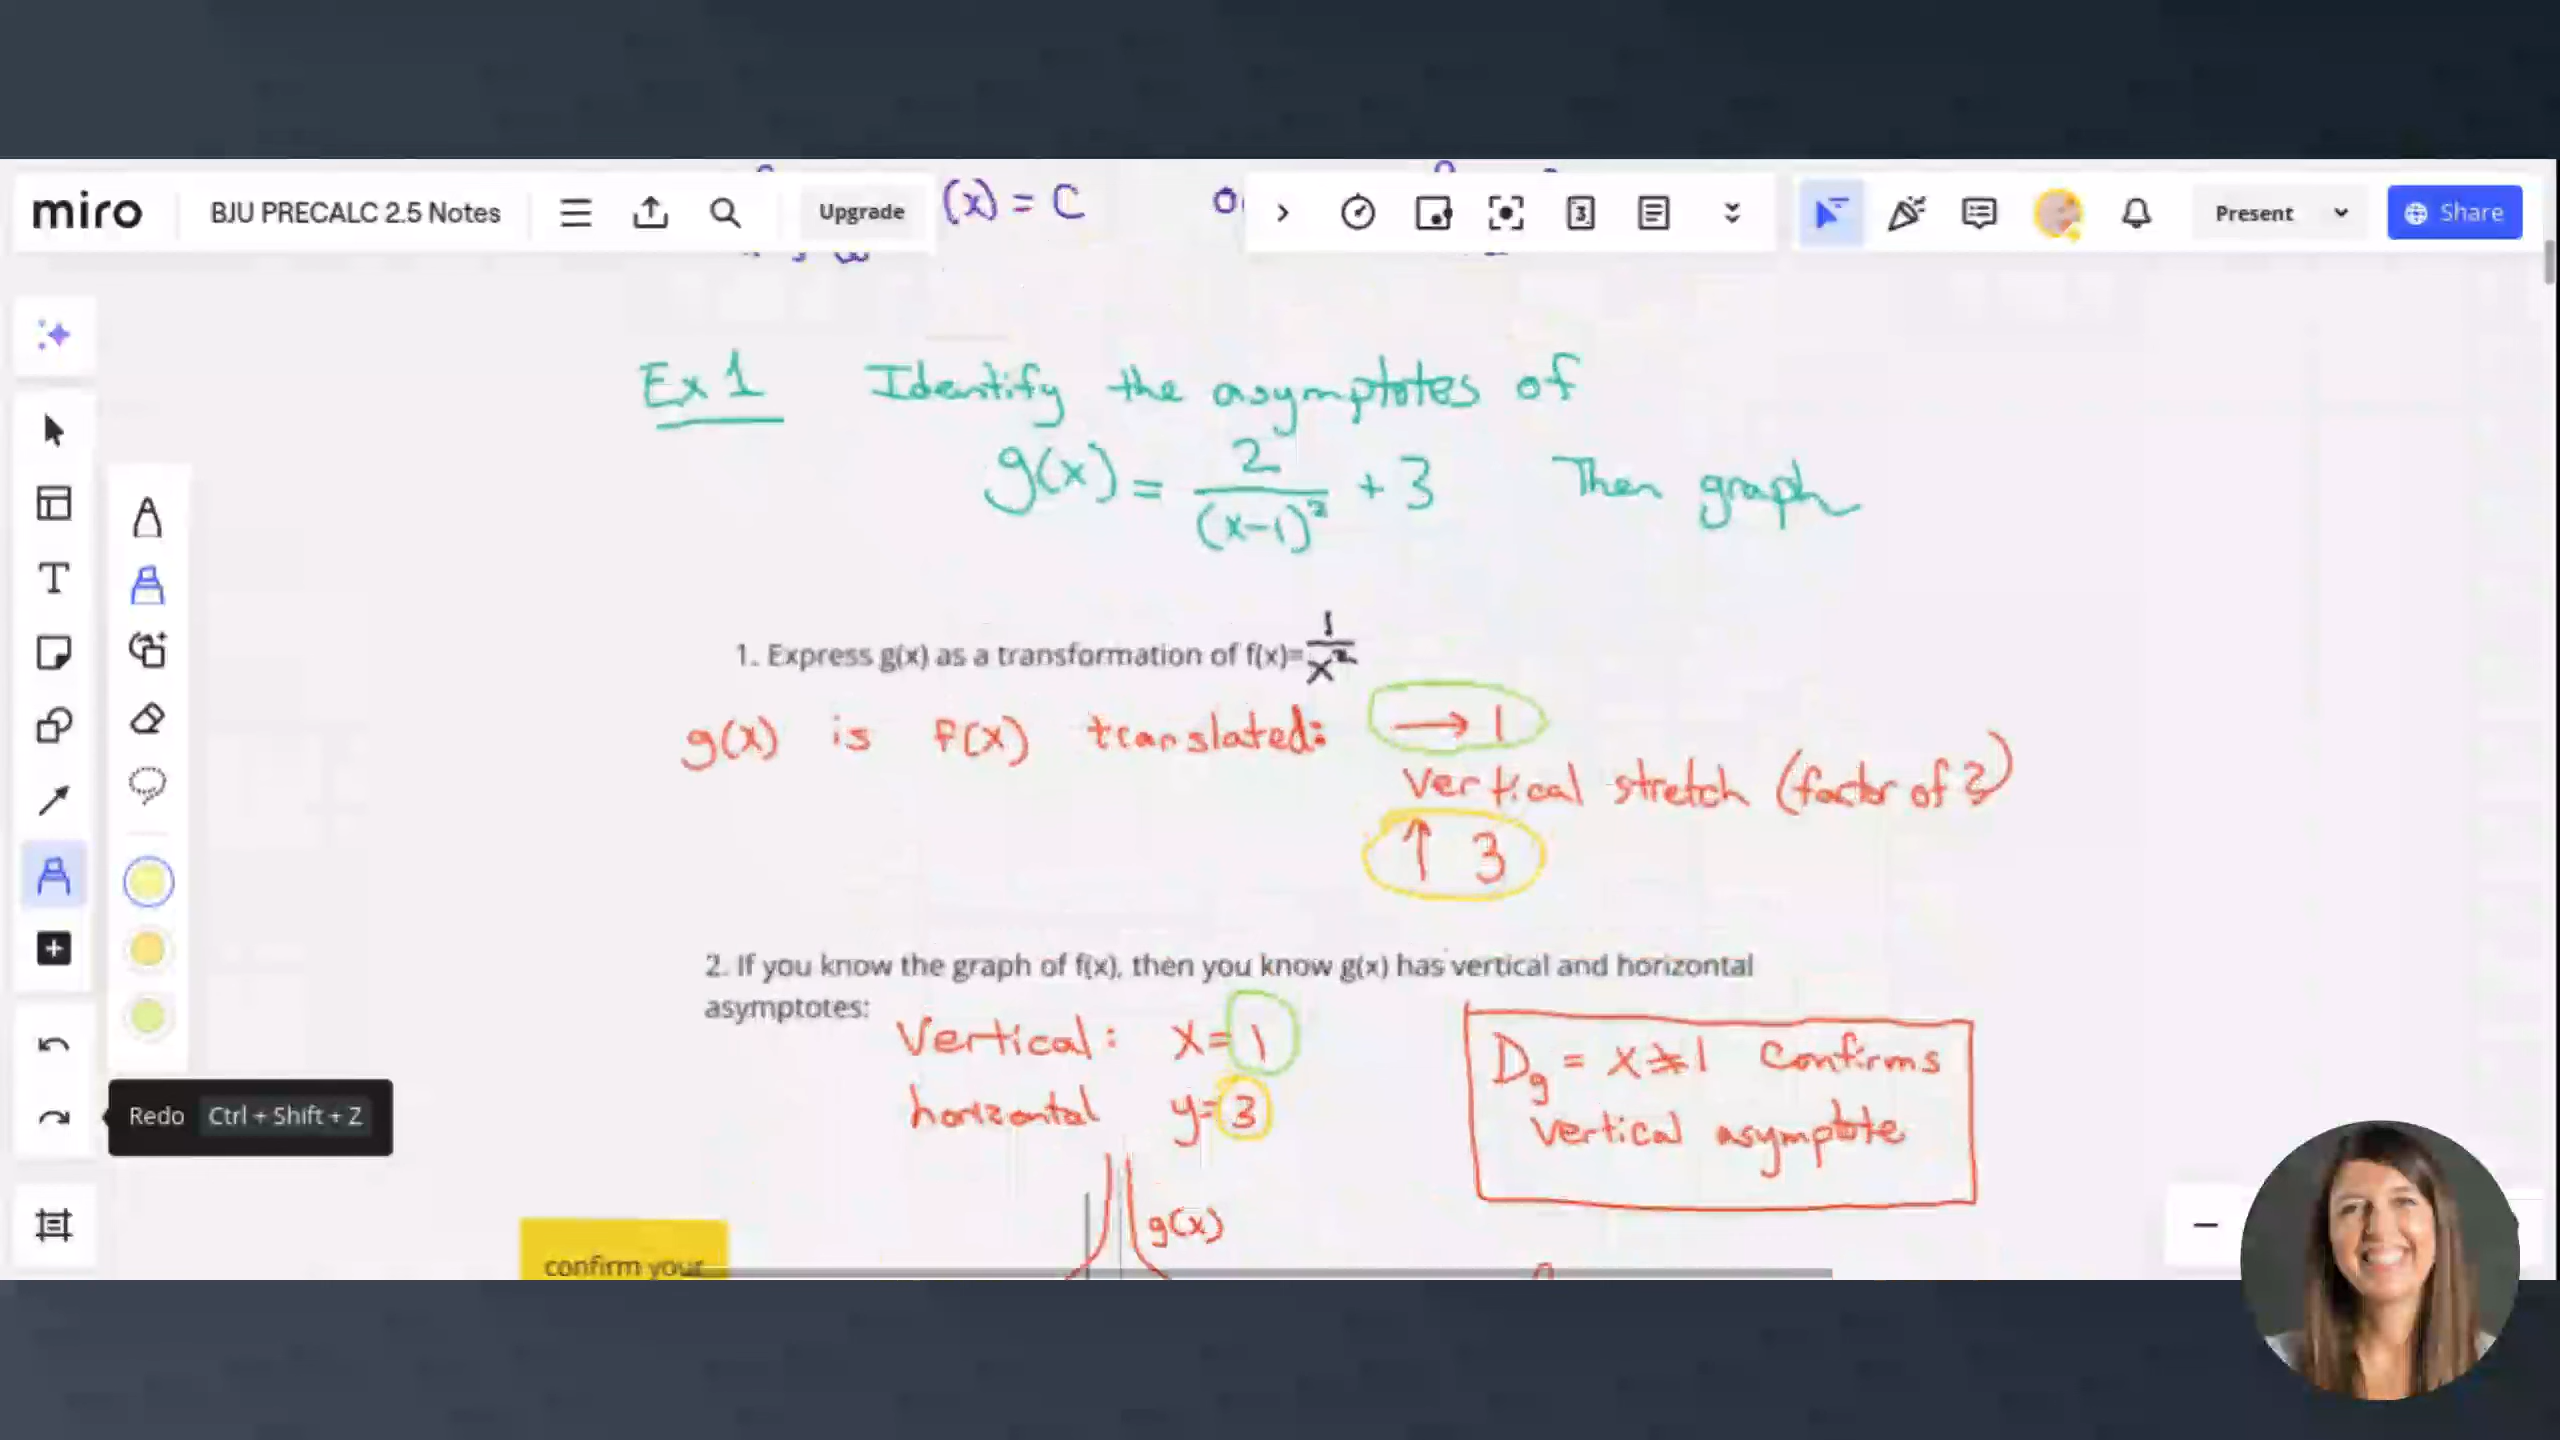 miro
BJU PRECALC 2.5 Notes
Upgrade
(x) = C
3
Present
Share
Ex 1 Identify the asymptotes of
g(x) = 2/(x-1)² + 3 Then graph
1. Express g(x) as a transformation of f(x)= 1/x²
g(x) is f(x) translated: → 1
vertical stretch (factor of 2)
↑ 3
2. If you know the graph of f(x), then you know g(x) has vertical and horizontal
asymptotes:
Vertical: x=1
horizontal y=3
Dg = x≠1 Confirms
vertical asymptote
Redo Ctrl + Shift + Z
g(x)
confirm your